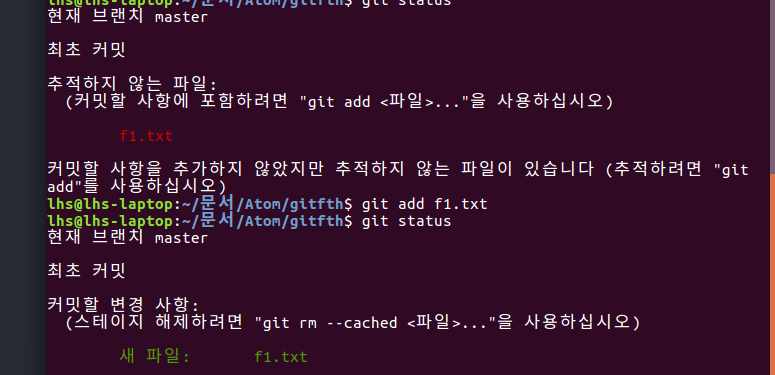 lhs@lhs-laptop:~/문서/Atom/gitfth$ git status
현재 브랜치 master
최초 커밋
추적하지 않는 파일:
(커밋할 사항에 포함하려면 "git add <파일>..."을 사용하십시오)
f1.txt
커밋할 사항을 추가하지 않았지만 추적하지 않는 파일이 있습니다 (추적하려면 "git
add"를 사용하십시오)
lhs@lhs-laptop:~/문서/Atom/gitfth$ git add f1.txt
lhs@lhs-laptop:~/문서/Atom/gitfth$ git status
현재 브랜치 master
최초 커밋
커밋할 변경 사항:
(스테이지 해제하려면 "git rm --cached <파일>..."을 사용하십시오)
새 파일: f1.txt